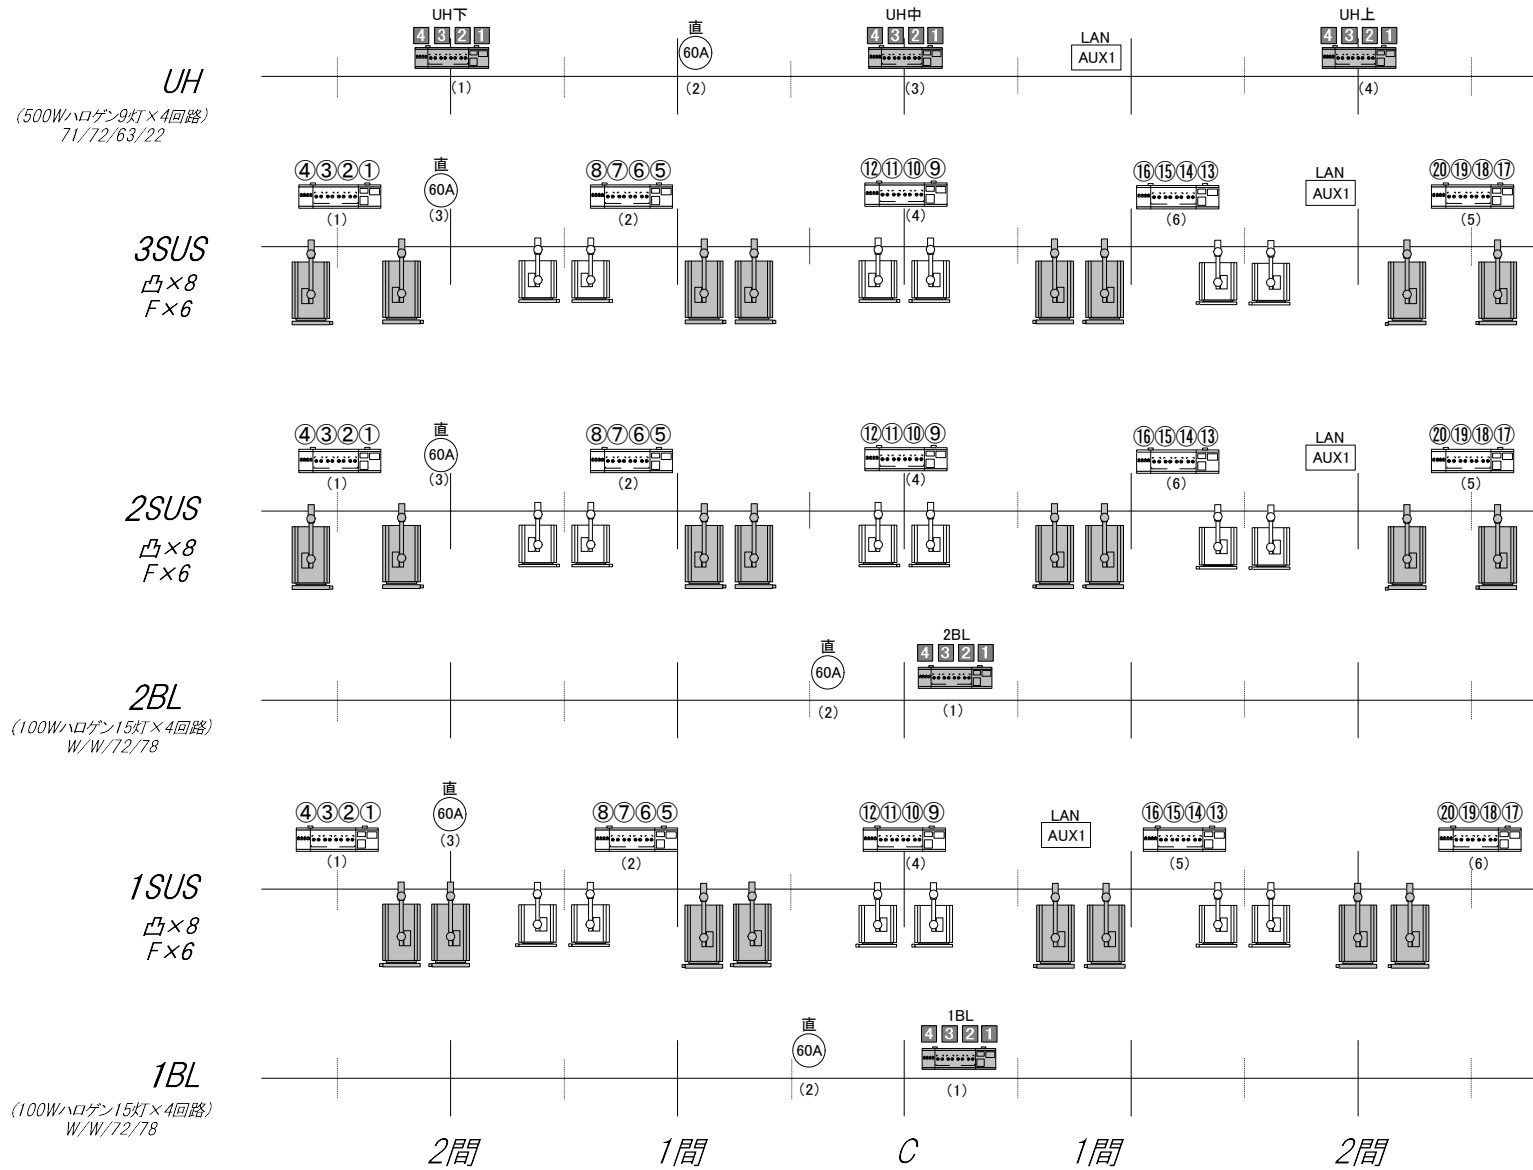 UH下
直
UH中
UH上
4 3 2 1
60A
4 3 2 1
LAN
AUX1
4 3 2 1
UH
(1)
(2)
(3)
(4)
(500Wハロゲン9灯×4回路)
71/72/63/22
④③②①
直
60A
⑧⑦⑥⑤
⑫⑪⑩⑨
⑯⑮⑭⑬
LAN
AUX1
⑳⑲⑱⑰
(1)
(3)
(2)
(4)
(6)
(5)
3SUS
凸×8
F×6
④③②①
直
60A
⑧⑦⑥⑤
⑫⑪⑩⑨
⑯⑮⑭⑬
LAN
AUX1
⑳⑲⑱⑰
(1)
(3)
(2)
(4)
(6)
(5)
2SUS
凸×8
F×6
直
60A
2BL
4 3 2 1
(2)
(1)
2BL
(100Wハロゲン15灯×4回路)
W/W/72/78
④③②①
直
60A
⑧⑦⑥⑤
⑫⑪⑩⑨
LAN
AUX1
⑯⑮⑭⑬
⑳⑲⑱⑰
(1)
(3)
(2)
(4)
(5)
(6)
1SUS
凸×8
F×6
直
60A
1BL
4 3 2 1
(2)
(1)
1BL
(100Wハロゲン15灯×4回路)
W/W/72/78
2間
1間
C
1間
2間